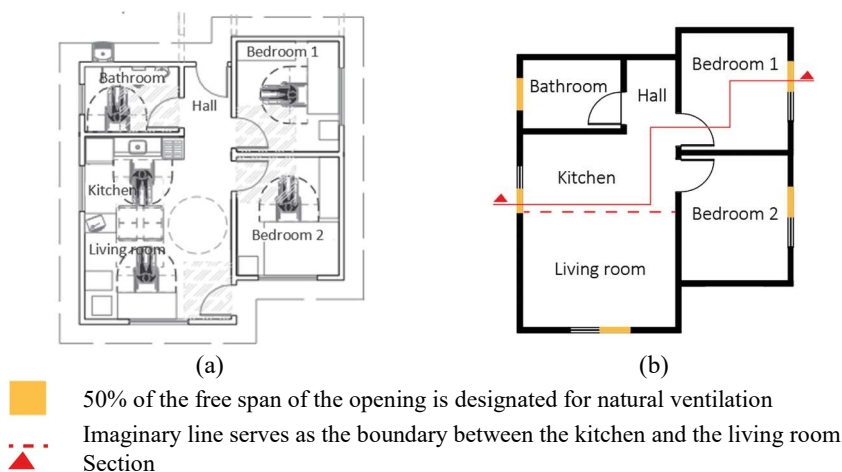 Bathroom
Hall
Bedroom 1
Kitchen
Living room
Bedroom 2
(a)
Bathroom
Hall
Bedroom 1
Kitchen
Living room
Bedroom 2
(b)
50% of the free span of the opening is designated for natural ventilation
Imaginary line serves as the boundary between the kitchen and the living room
Section